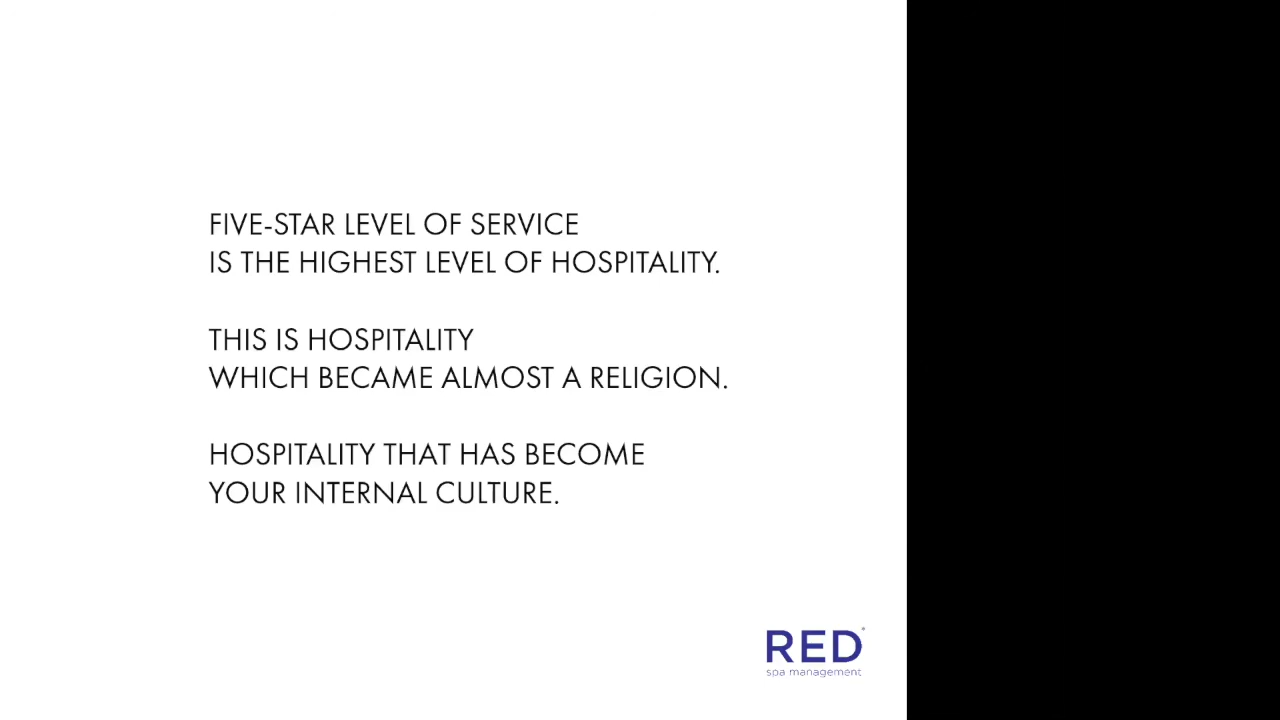 FIVE-STAR LEVEL OF SERVICE
IS THE HIGHEST LEVEL OF HOSPITALITY.
THIS IS HOSPITALITY
WHICH BECAME ALMOST A RELIGION.
HOSPITALITY THAT HAS BECOME
YOUR INTERNAL CULTURE.
RED
spa management